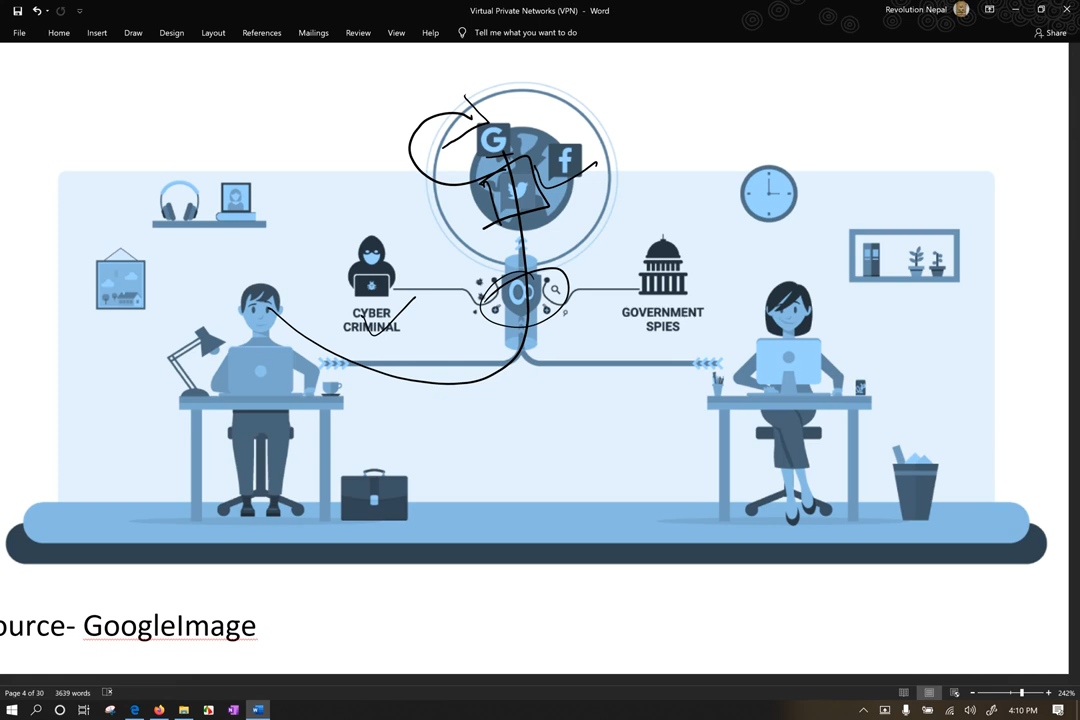 Virtual Private Networks (VPN) - Word
Revolution Nepal
File Home Insert Draw Design Layout References Mailings Review View Help Tell me what you want to do
Share
G
f
CYBER
CRIMINAL
GOVERNMENT
SPIES
ource- GoogleImage
Page 4 of 30 3639 words
242%
4:10 PM